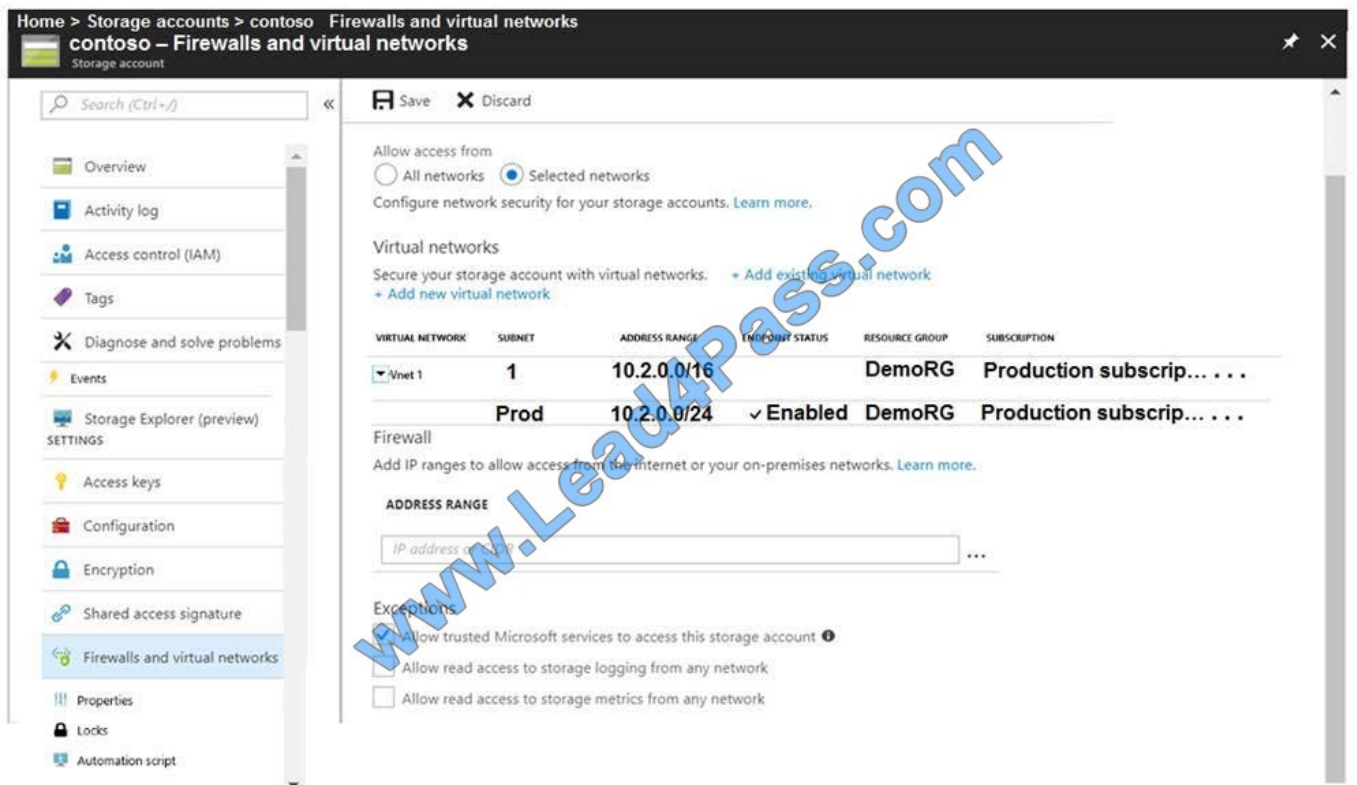 Home > Storage accounts > contoso Firewalls and virtual networks
contoso – Firewalls and virtual networks
Storage account
Search (Ctrl+/)
«
Overview
Activity log
Access control (IAM)
Tags
Diagnose and solve problems
Events
Storage Explorer (preview)
SETTINGS
Access keys
Configuration
Encryption
Shared access signature
Firewalls and virtual networks
Properties
Locks
Automation script
Save Discard
Allow access from
All networks Selected networks
Configure network security for your storage accounts. Learn more.
Virtual networks
Secure your storage account with virtual networks. + Add existing virtual network
+ Add new virtual network
VIRTUAL NETWORK SUBNET ADDRESS RANGE ENDPOINT STATUS RESOURCE GROUP SUBSCRIPTION
Vnet 1 1 10.2.0.0/16 DemoRG Production subscrip... . . .
Prod 10.2.0.0/24 Enabled DemoRG Production subscrip... . . .
Firewall
Add IP ranges to allow access from the internet or your on-premises networks. Learn more.
ADDRESS RANGE
IP address or CIDR
...
Exceptions
Allow trusted Microsoft services to access this storage account
Allow read access to storage logging from any network
Allow read access to storage metrics from any network
www.Lead4Pass.com